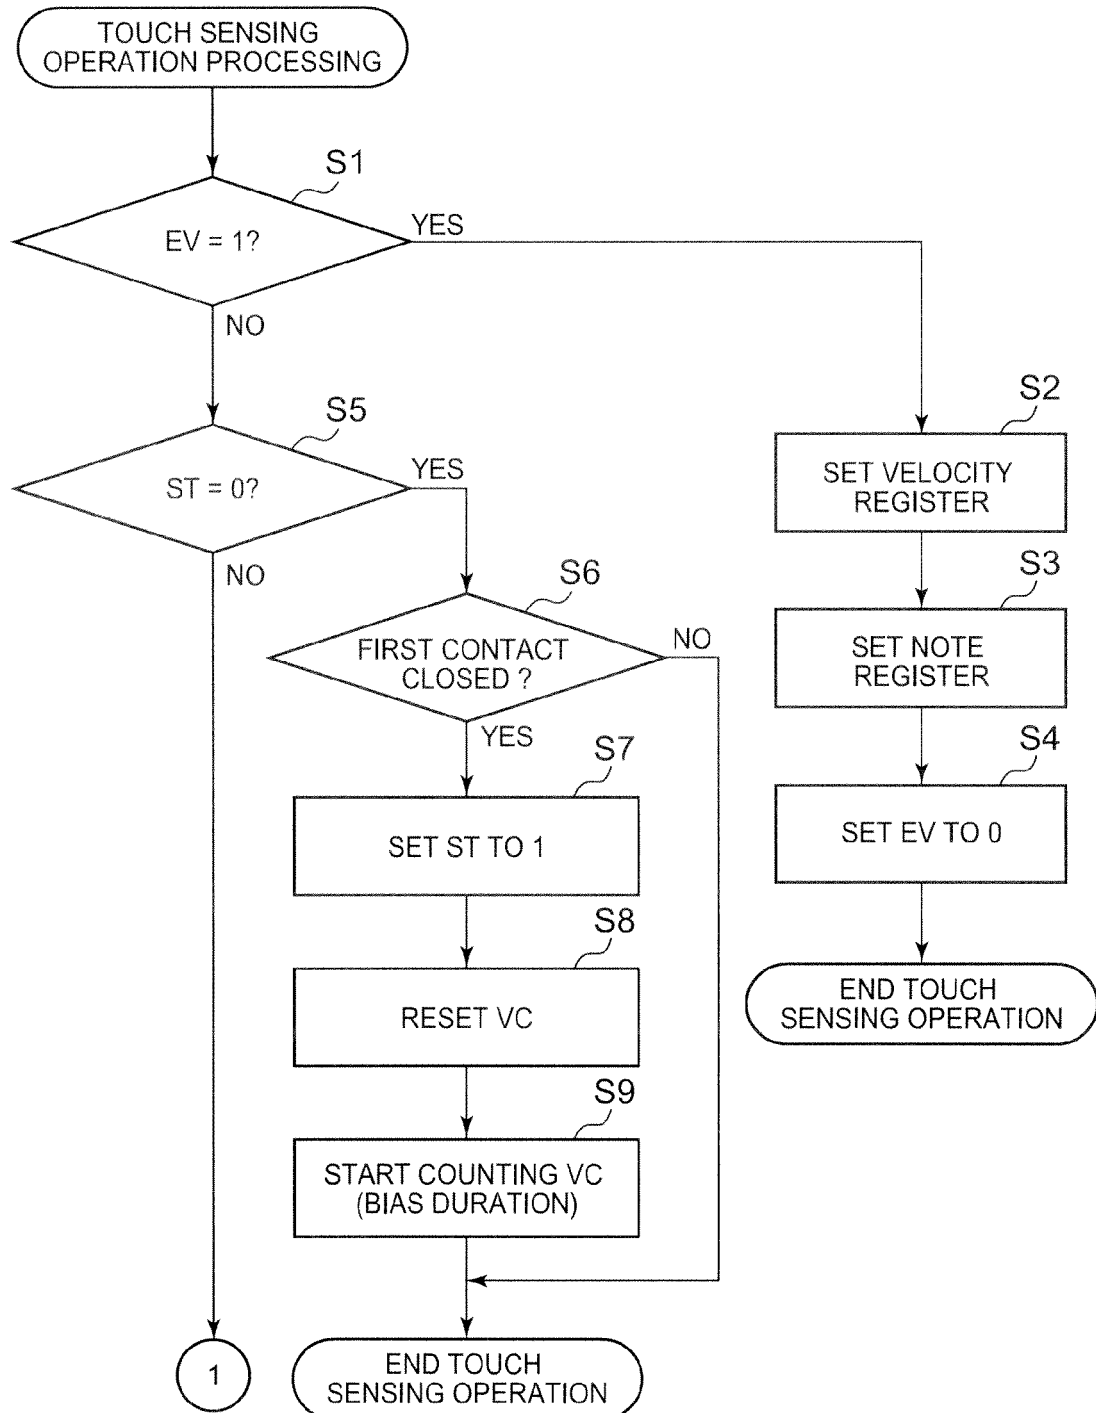 TOUCH SENSING
OPERATION PROCESSING
S1
EV = 1?
YES
NO
S5
ST = 0?
YES
NO
S6
FIRST CONTACT
CLOSED ?
NO
YES
S7
SET ST TO 1
S8
RESET VC
S9
START COUNTING VC
(BIAS DURATION)
END TOUCH
SENSING OPERATION
1
S2
SET VELOCITY
REGISTER
S3
SET NOTE
REGISTER
S4
SET EV TO 0
END TOUCH
SENSING OPERATION